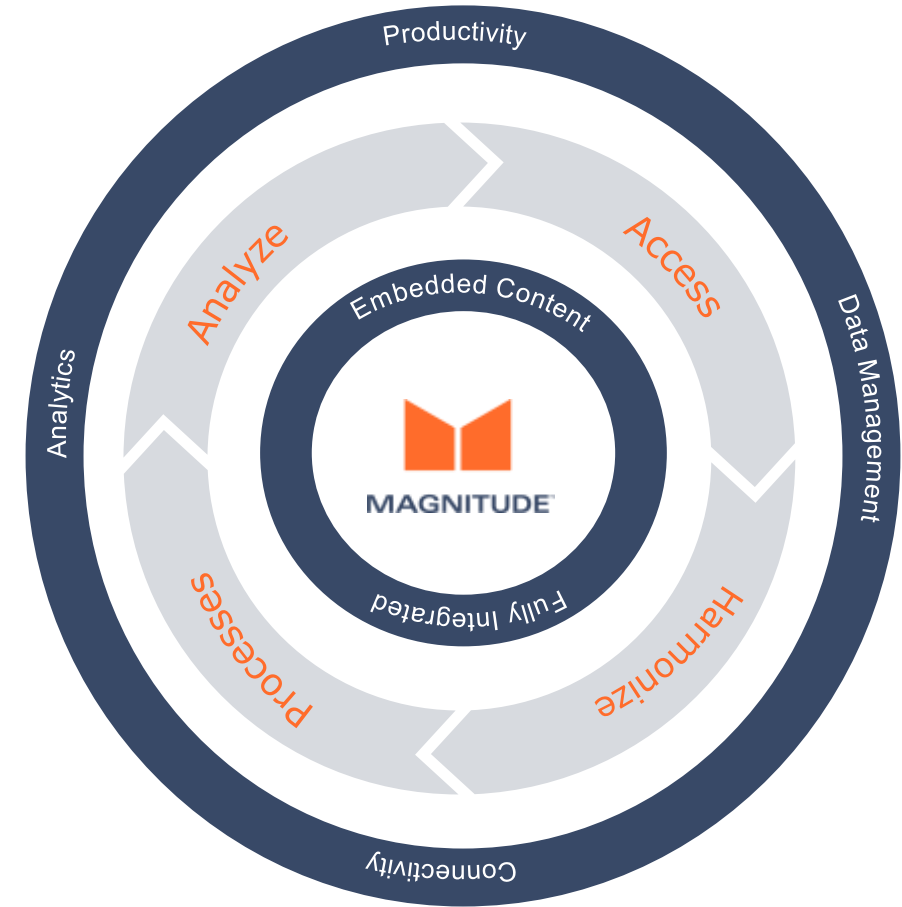 Productivity
Data Management
Connectivity
Analytics
Access
Harmonize
Processes
Analyze
Embedded Content
Fully Integrated
MAGNITUDE